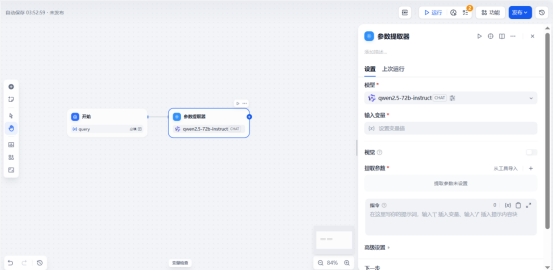 自动保存 03:52:59 · 未发布
运行
2
功能
发布
参数提取器
添加描述...
设置 上次运行
模型 *
qwen2.5-72b-instruct CHAT
输入变量 *
{x} 设置变量值
视觉
提取参数 *
从工具导入
提取参数未设置
指令
在这里写你的提示词，输入'{' 插入变量、输入'/' 插入提示内容块
高级设置
下一步
开始
query
参数提取器
qwen2.5-72b-instruct CHAT
84%